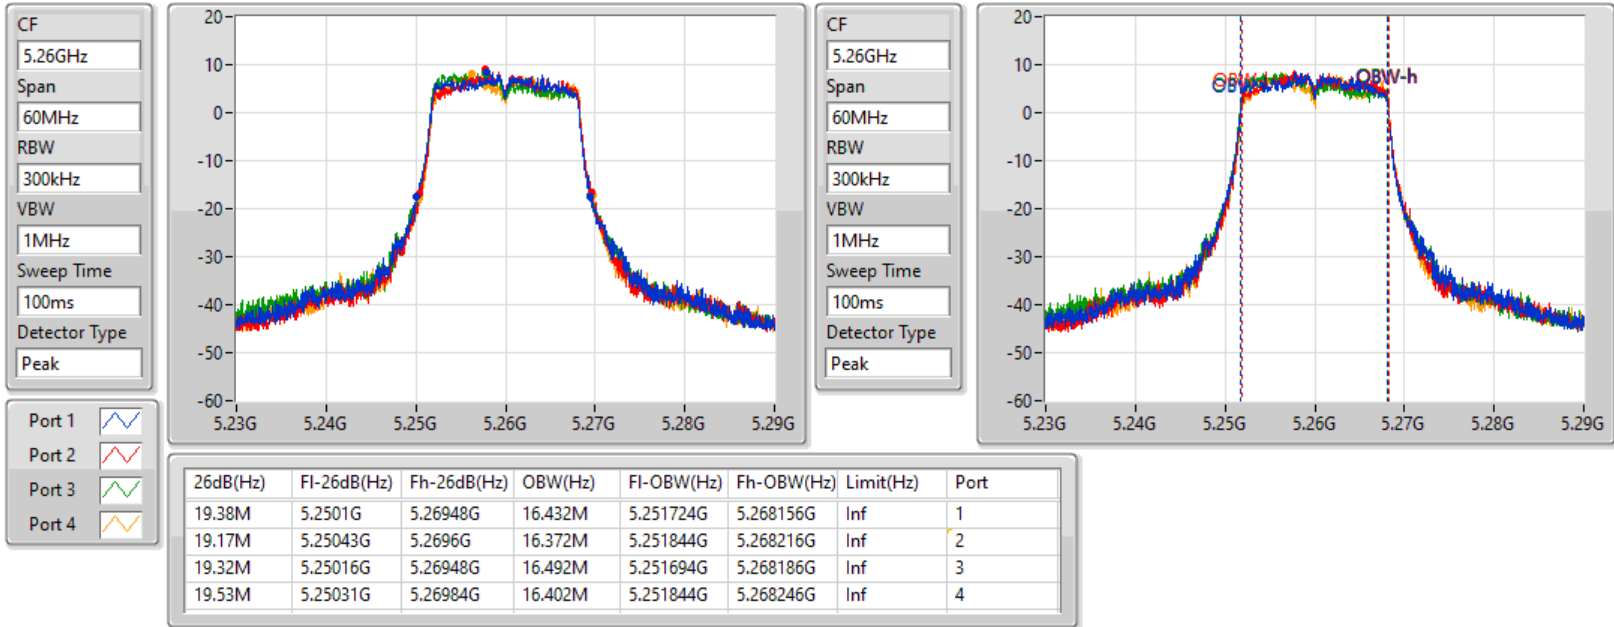 CF
5.26GHz
Span
60MHz
RBW
300kHz
VBW
1MHz
Sweep Time
100ms
Detector Type
Peak
20
10
0
-10
-20
-30
-40
-50
-60
5.23G 5.24G 5.25G 5.26G 5.27G 5.28G 5.29G
CF
5.26GHz
Span
60MHz
RBW
300kHz
VBW
1MHz
Sweep Time
100ms
Detector Type
Peak
20
10
0
-10
-20
-30
-40
-50
-60
OBW-h
5.23G 5.24G 5.25G 5.26G 5.27G 5.28G 5.29G
Port 1
Port 2
Port 3
Port 4
26dB(Hz) Fl-26dB(Hz) Fh-26dB(Hz) OBW(Hz) Fl-OBW(Hz) Fh-OBW(Hz) Limit(Hz) Port
19.38M 5.2501G 5.26948G 16.432M 5.251724G 5.268156G Inf 1
19.17M 5.25043G 5.2696G 16.372M 5.251844G 5.268216G Inf 2
19.32M 5.25016G 5.26948G 16.492M 5.251694G 5.268186G Inf 3
19.53M 5.25031G 5.26984G 16.402M 5.251844G 5.268246G Inf 4